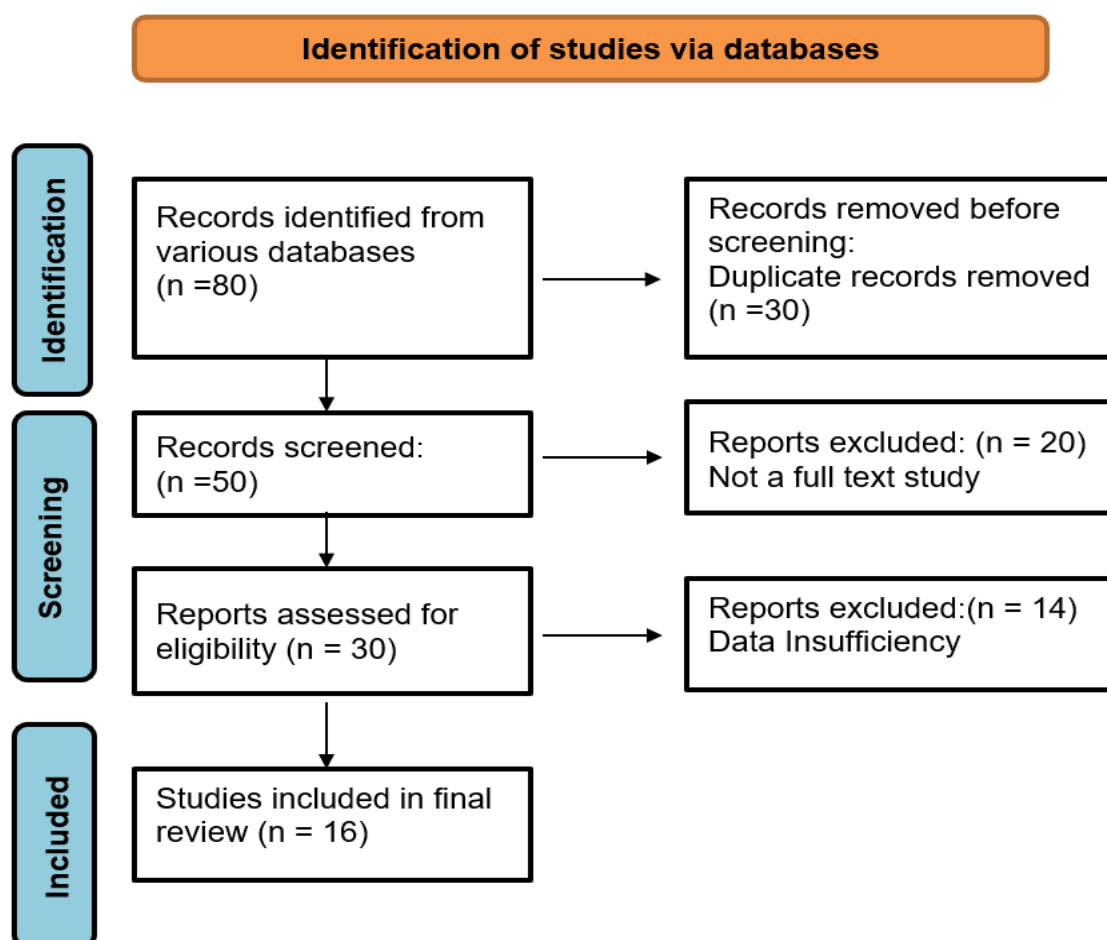 Identification of studies via databases
Identification
Records identified from
various databases
(n =80)
Records removed before
screening:
Duplicate records removed
(n =30)
Screening
Records screened:
(n =50)
Reports excluded: (n = 20)
Not a full text study
Reports assessed for
eligibility (n = 30)
Reports excluded:(n = 14)
Data Insufficiency
Included
Studies included in final
review (n = 16)